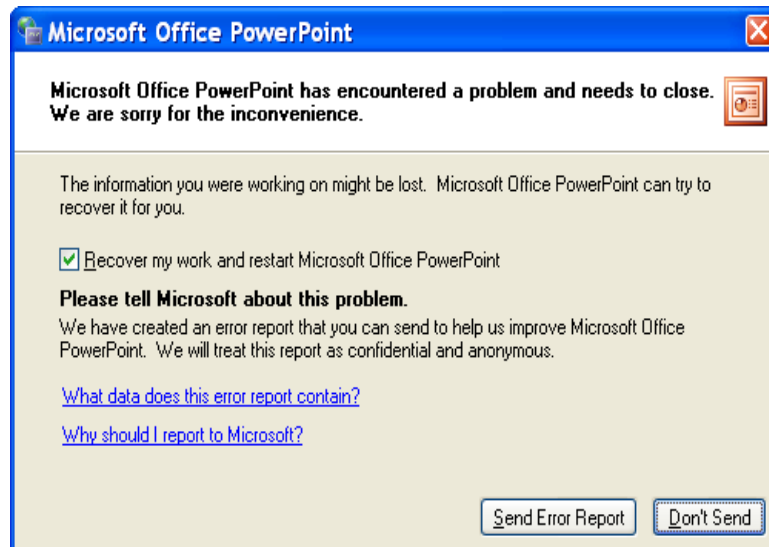 Microsoft Office PowerPoint
Microsoft Office PowerPoint has encountered a problem and needs to close.
We are sorry for the inconvenience.
The information you were working on might be lost.  Microsoft Office PowerPoint can try to
recover it for you.
Recover my work and restart Microsoft Office PowerPoint
Please tell Microsoft about this problem.
We have created an error report that you can send to help us improve Microsoft Office
PowerPoint.  We will treat this report as confidential and anonymous.
What data does this error report contain?
Why should I report to Microsoft?
Send Error Report
Don't Send